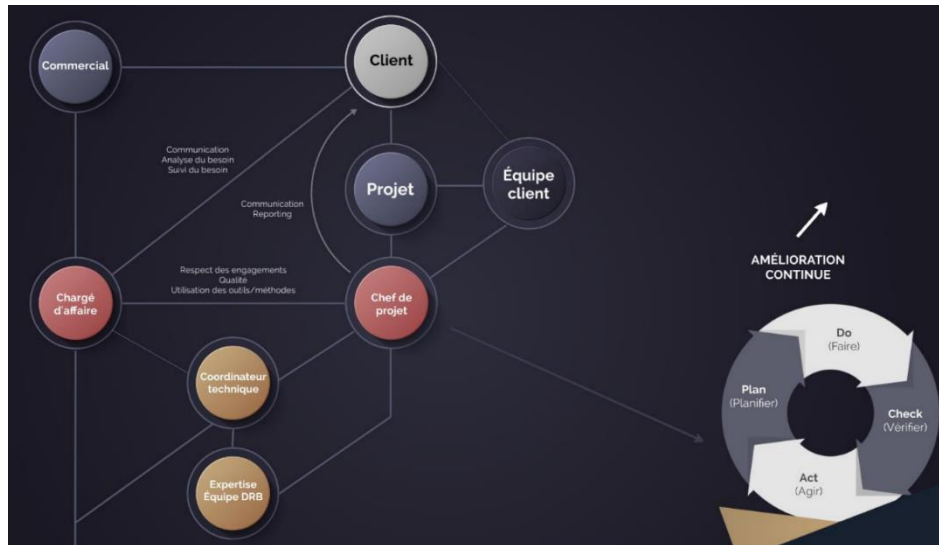 Commercial
Client
Communication
Analyse du besoin
Suivi du besoin
Projet
Équipe
client
Communication
Reporting
Chargé
d'affaire
Respect des engagements
Qualité
Utilisation des outils/méthodes
Chef de
projet
Coordinateur
technique
Expertise
Équipe DRB
AMÉLIORATION
CONTINUE
Do
(Faire)
Plan
(Planifier)
Check
(Vérifier)
Act
(Agir)